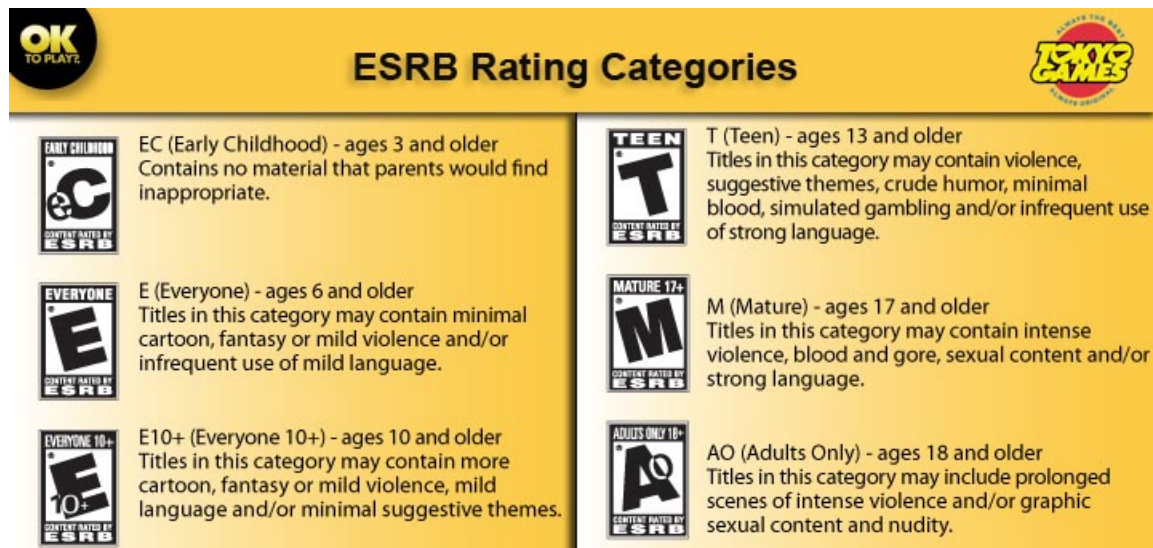 OK
TO PLAY?
ESRB Rating Categories
ALWAYS THE BEST
TOKYO
GAMES
ALWAYS ORIGINAL
EARLY CHILDHOOD
eC
CONTENT RATED BY
ESRB
EC (Early Childhood) - ages 3 and older
Contains no material that parents would find
inappropriate.
EVERYONE
E
CONTENT RATED BY
ESRB
E (Everyone) - ages 6 and older
Titles in this category may contain minimal
cartoon, fantasy or mild violence and/or
infrequent use of mild language.
EVERYONE 10+
E
10+
CONTENT RATED BY
ESRB
E10+ (Everyone 10+) - ages 10 and older
Titles in this category may contain more
cartoon, fantasy or mild violence, mild
language and/or minimal suggestive themes.
TEEN
T
CONTENT RATED BY
ESRB
T (Teen) - ages 13 and older
Titles in this category may contain violence,
suggestive themes, crude humor, minimal
blood, simulated gambling and/or infrequent use
of strong language.
MATURE 17+
M
CONTENT RATED BY
ESRB
M (Mature) - ages 17 and older
Titles in this category may contain intense
violence, blood and gore, sexual content and/or
strong language.
ADULTS ONLY 18+
AO
CONTENT RATED BY
ESRB
AO (Adults Only) - ages 18 and older
Titles in this category may include prolonged
scenes of intense violence and/or graphic
sexual content and nudity.